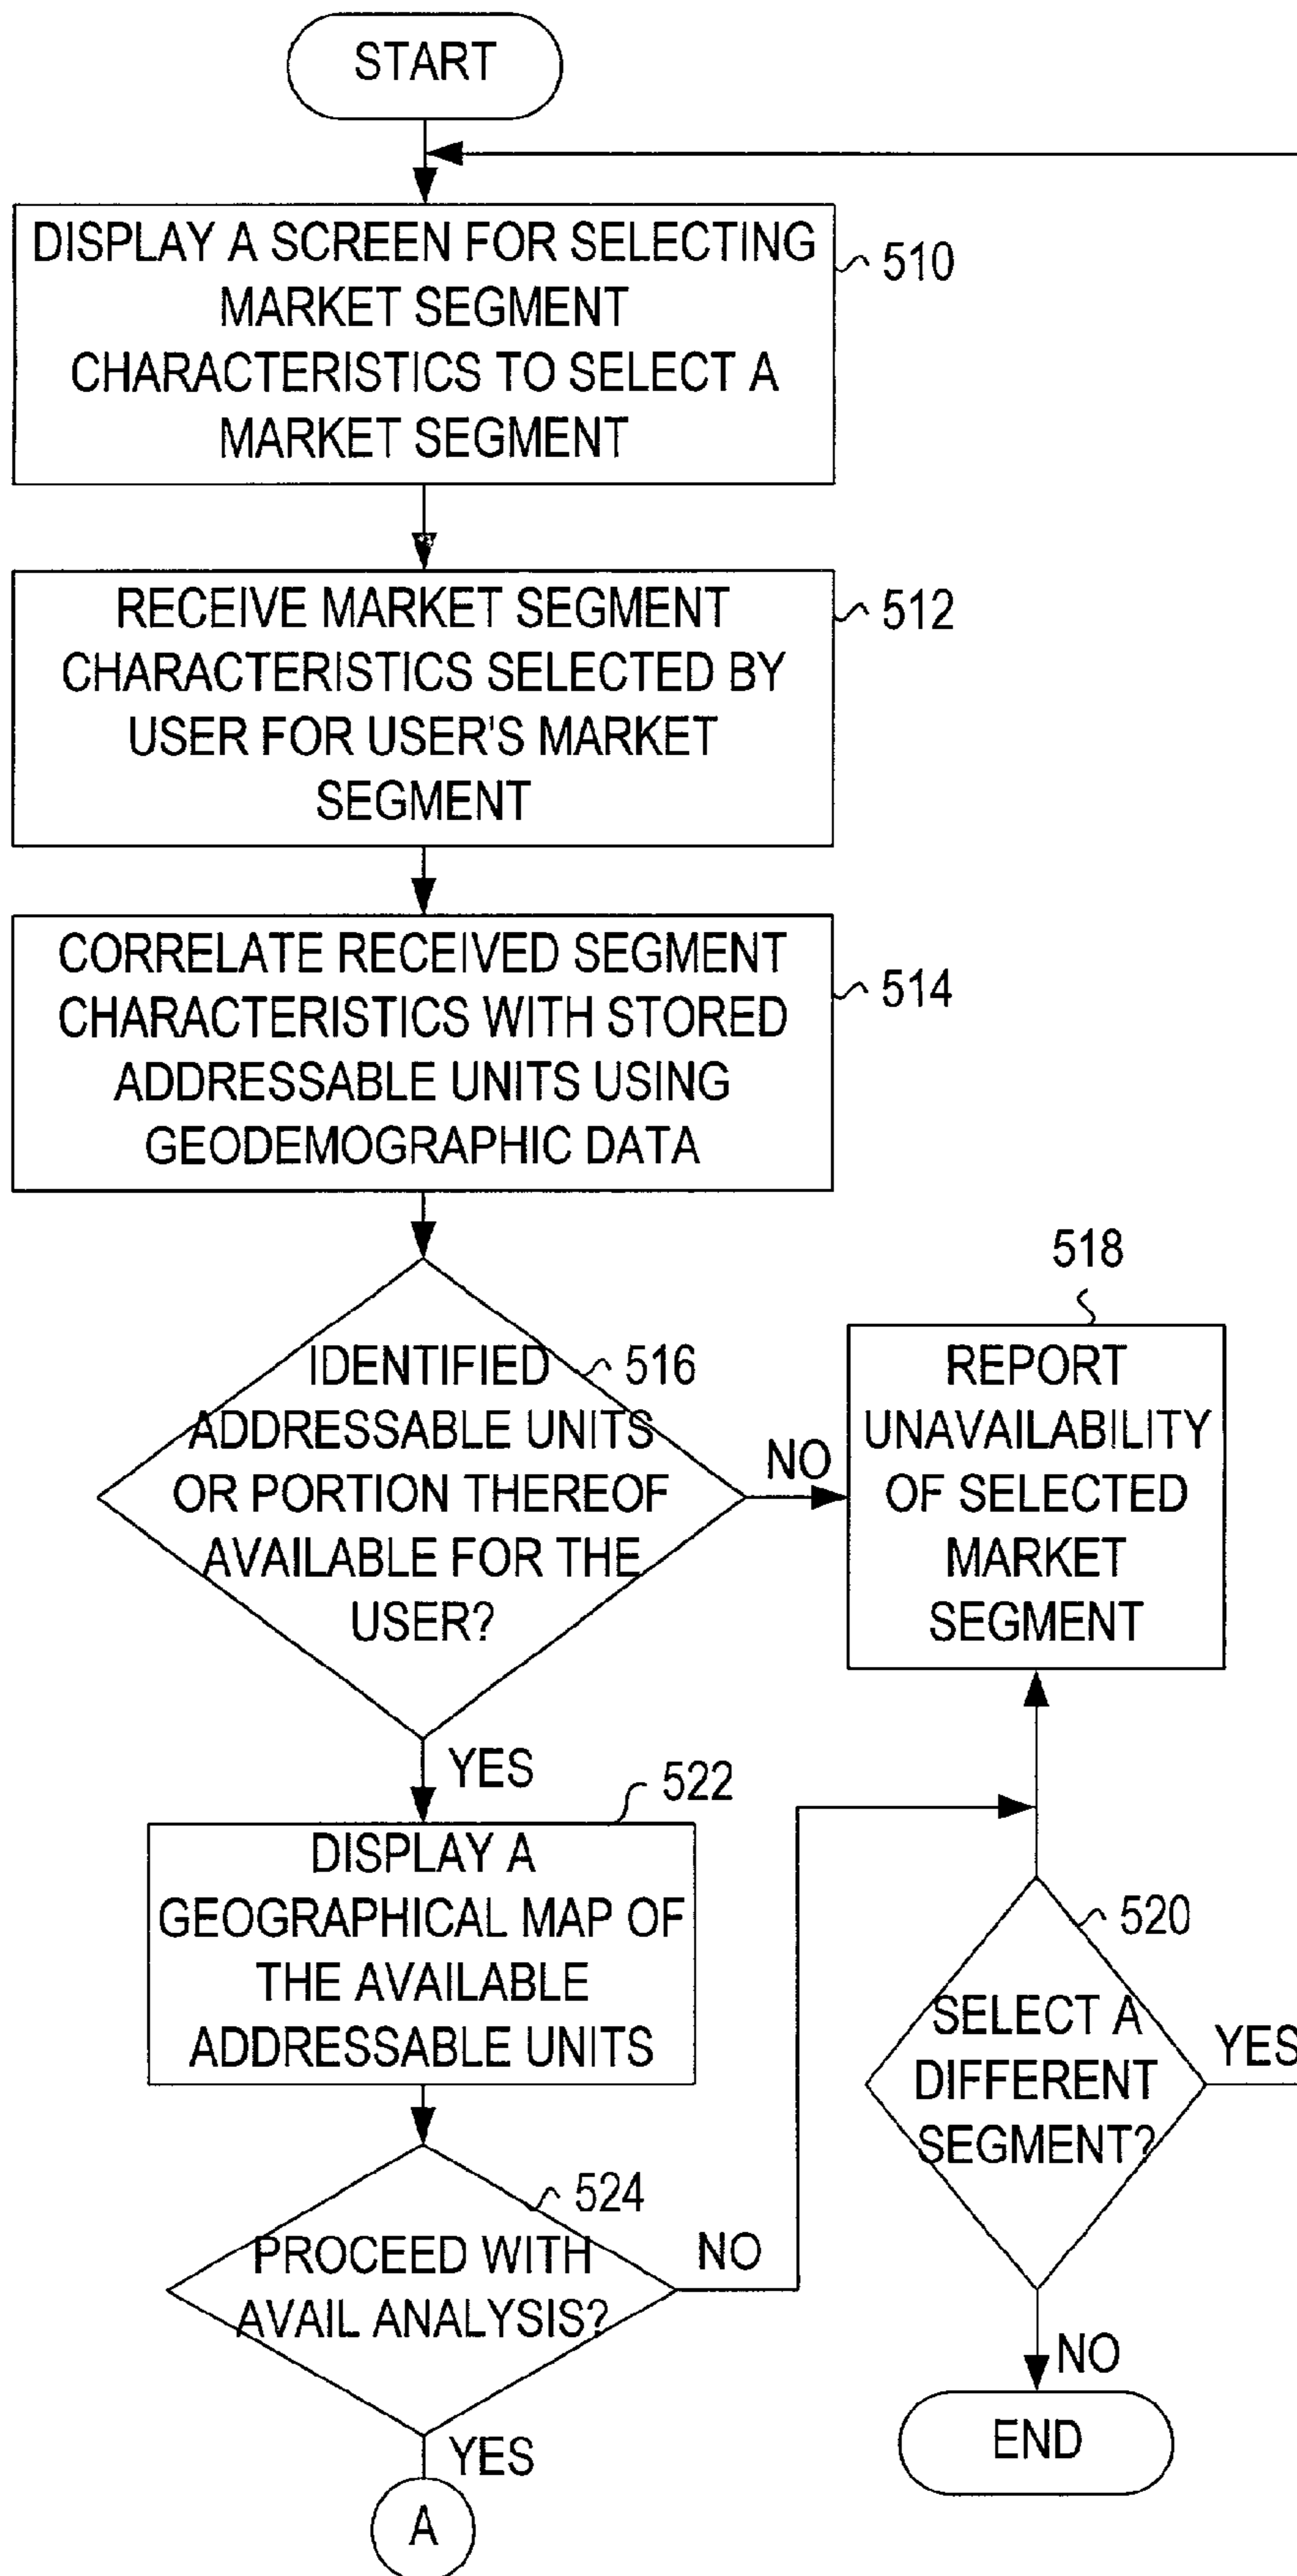 START
DISPLAY A SCREEN FOR SELECTING
MARKET SEGMENT
CHARACTERISTICS TO SELECT A
MARKET SEGMENT
510
RECEIVE MARKET SEGMENT
CHARACTERISTICS SELECTED BY
USER FOR USER'S MARKET
SEGMENT
512
CORRELATE RECEIVED SEGMENT
CHARACTERISTICS WITH STORED
ADDRESSABLE UNITS USING
GEODEMOGRAPHIC DATA
514
IDENTIFIED
ADDRESSABLE UNITS
OR PORTION THEREOF
AVAILABLE FOR THE
USER?
516
NO
518
REPORT
UNAVAILABILITY
OF SELECTED
MARKET
SEGMENT
YES
522
DISPLAY A
GEOGRAPHICAL MAP OF
THE AVAILABLE
ADDRESSABLE UNITS
520
SELECT A
DIFFERENT
SEGMENT?
YES
524
PROCEED WITH
AVAIL ANALYSIS?
NO
NO
END
YES
A